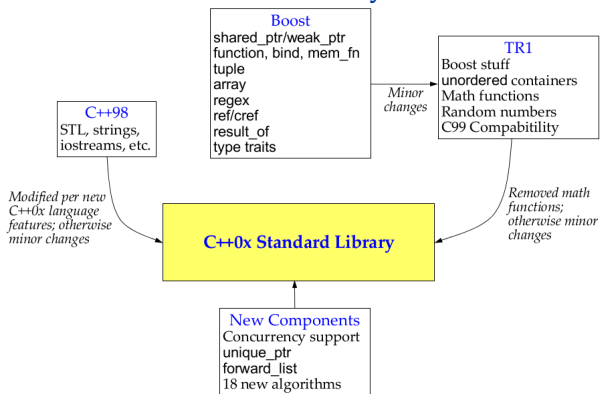 Boost
shared_ptr/weak_ptr
function, bind, mem_fn
tuple
array
regex
ref/cref
result_of
type traits
Minor
changes
TR1
Boost stuff
unordered containers
Math functions
Random numbers
C99 Compabitility
C++98
STL, strings,
iostreams, etc.
Modified per new
C++0x language
features; otherwise
minor changes
Removed math
functions;
otherwise minor
changes
C++0x Standard Library
New Components
Concurrency support
unique_ptr
forward_list
18 new algorithms